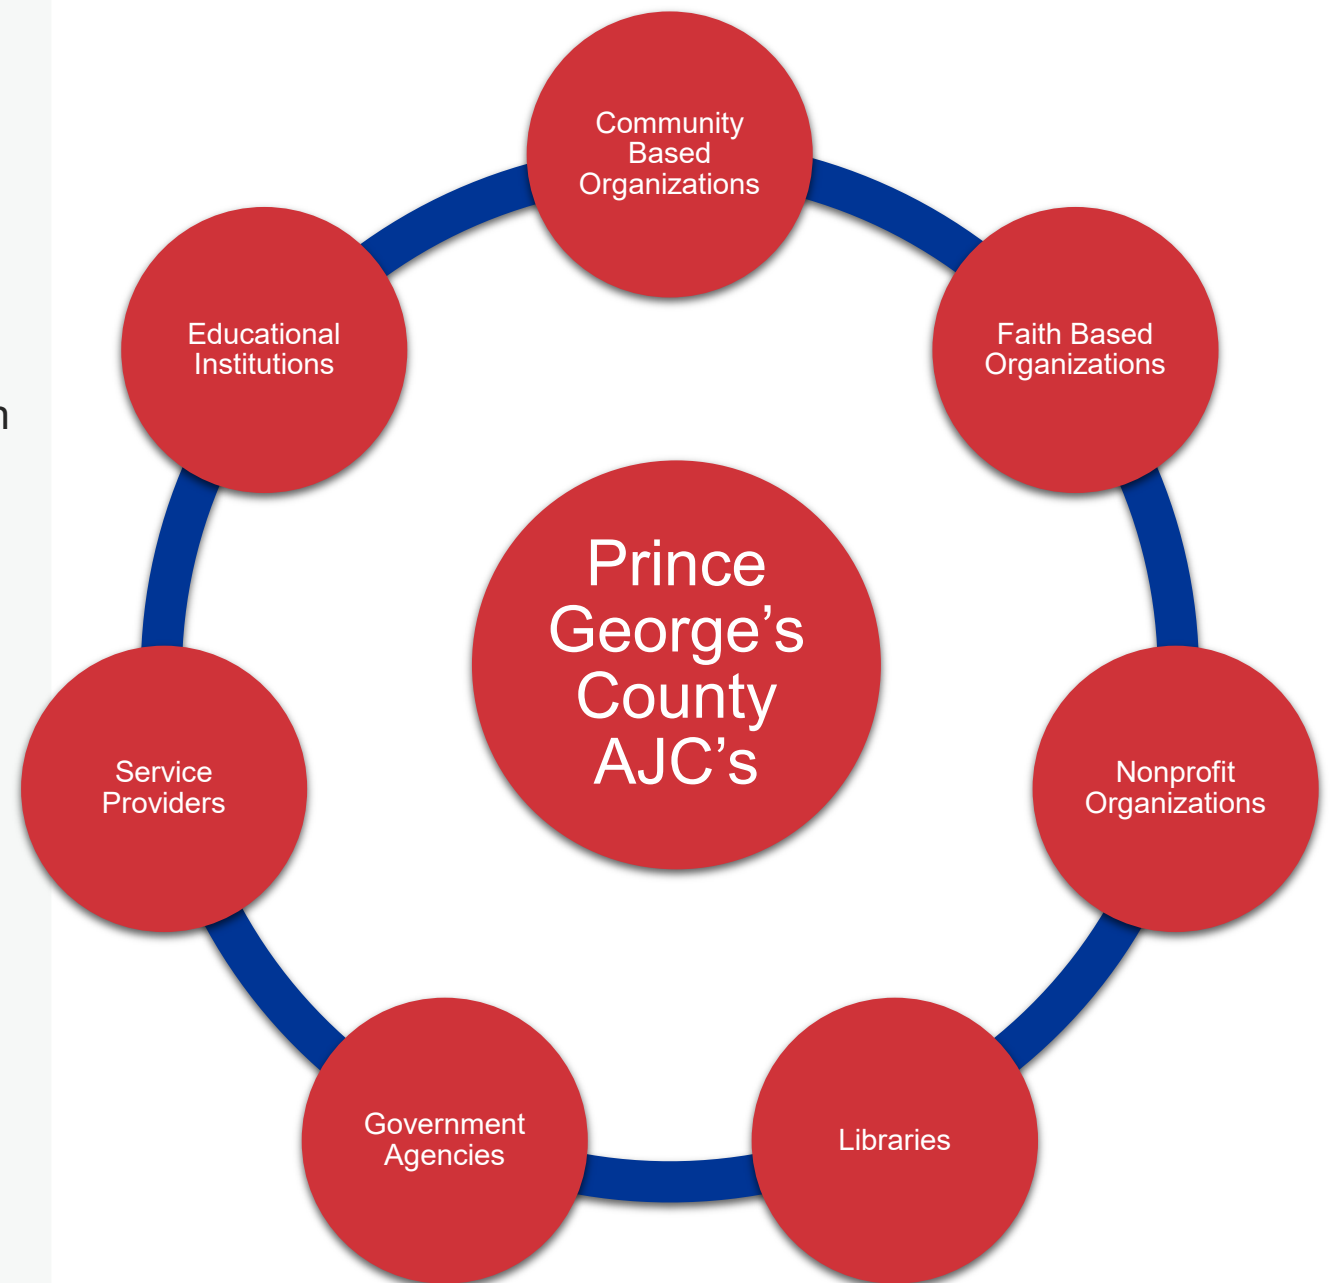 Community
Based
Organizations
Faith Based
Organizations
Nonprofit
Organizations
Libraries
Government
Agencies
Service
Providers
Educational
Institutions
Prince
George’s
County
AJC’s